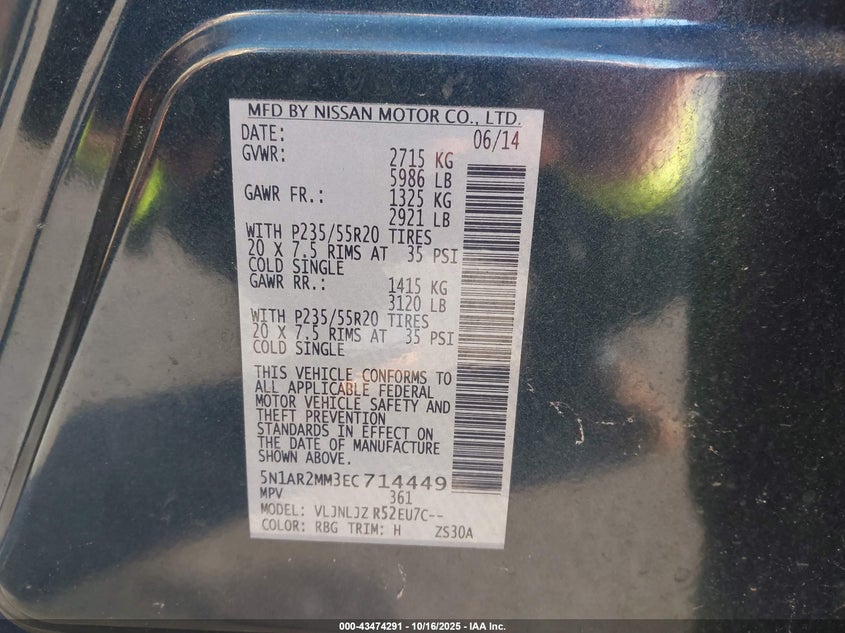 MFD BY NISSAN MOTOR CO., LTD.
DATE: 06/14
GVWR: 2715 KG
5986 LB
GAWR FR.: 1325 KG
2921 LB
WITH P235/55R20 TIRES
20 X 7.5 RIMS AT 35 PSI
COLD SINGLE
GAWR RR.: 1415 KG
3120 LB
WITH P235/55R20 TIRES
20 X 7.5 RIMS AT 35 PSI
COLD SINGLE
THIS VEHICLE CONFORMS TO
ALL APPLICABLE FEDERAL
MOTOR VEHICLE SAFETY AND
THEFT PREVENTION
STANDARDS IN EFFECT ON
THE DATE OF MANUFACTURE
SHOWN ABOVE.
5N1AR2MM3EC714449
MPV 361
MODEL: VLJNLJZ R52EU7C--
COLOR: RBG TRIM: H ZS30A
000-43474291 - 10/16/2025 - IAA Inc.